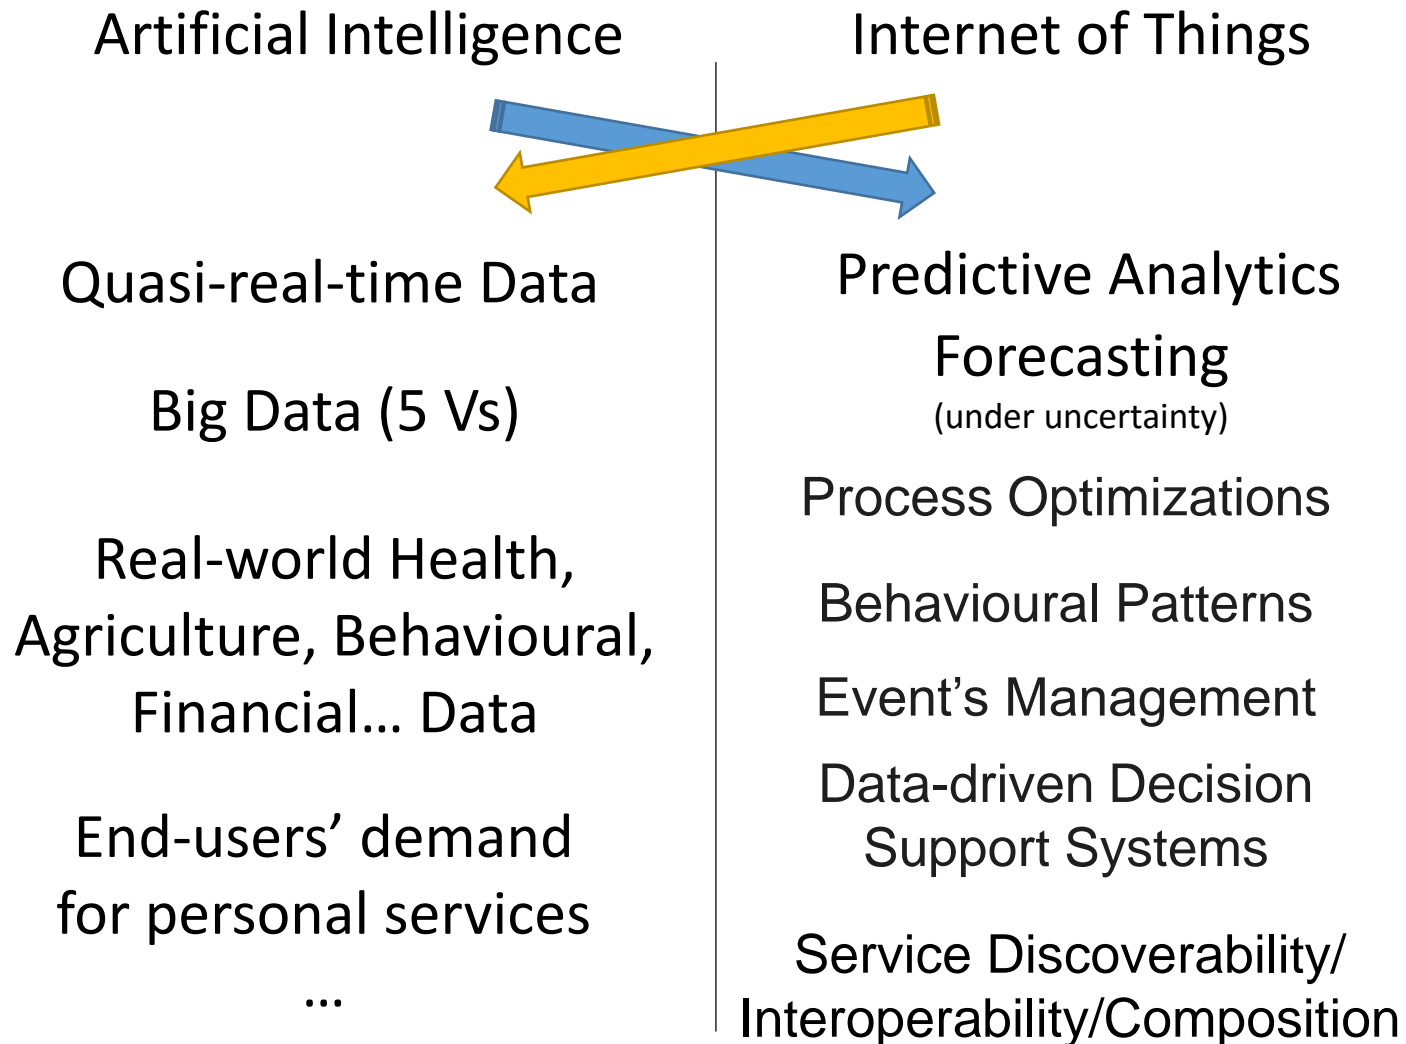 Artificial Intelligence
Internet of Things
Quasi-real-time Data
Big Data (5 Vs)
Real-world Health,
Agriculture, Behavioural,
Financial… Data
End-users’ demand
for personal services
…
Predictive Analytics
Forecasting
(under uncertainty)
Process Optimizations
Behavioural Patterns
Event’s Management
Data-driven Decision
Support Systems
Service Discoverability/
Interoperability/Composition